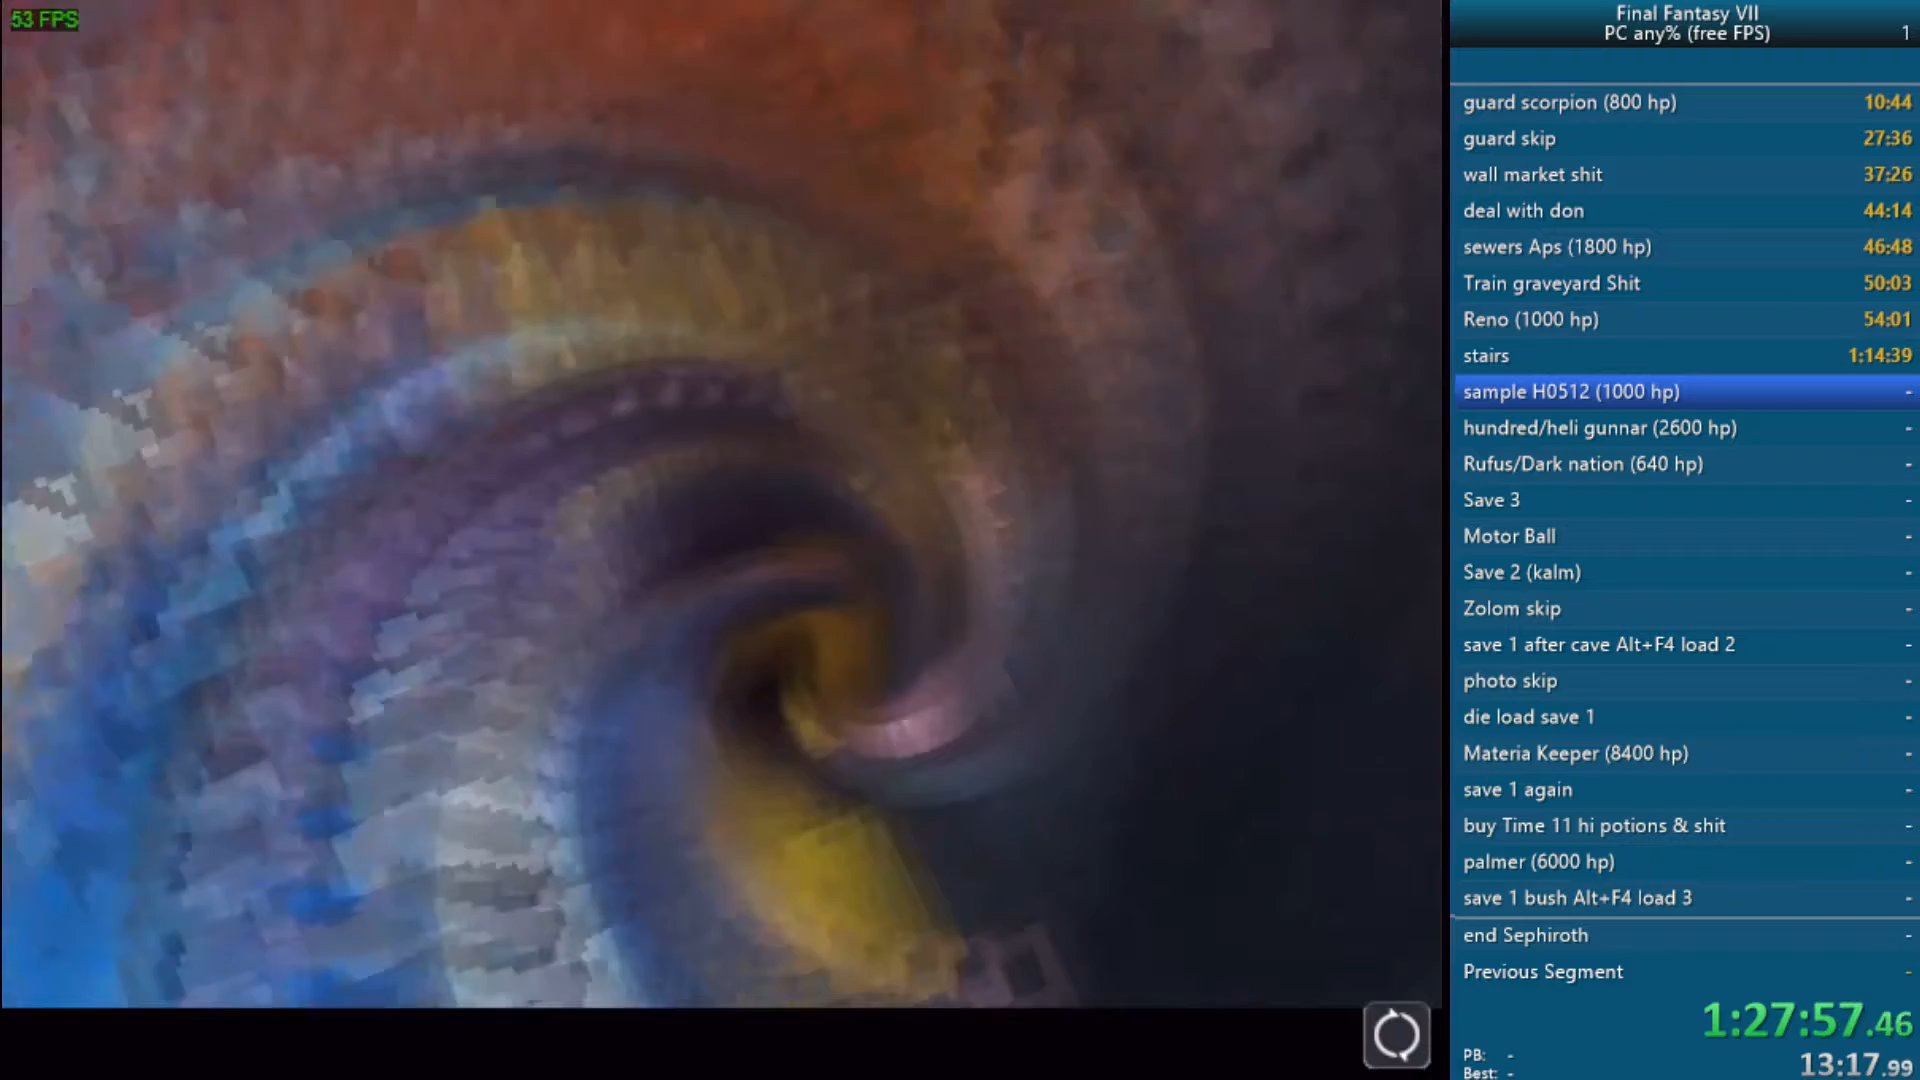 53 FPS
Final Fantasy VII
PC any% (free FPS) 1
guard scorpion (800 hp) 10:44
guard skip 27:36
wall market shit 37:26
deal with don 44:14
sewers Aps (1800 hp) 46:48
Train graveyard Shit 50:03
Reno (1000 hp) 54:01
stairs 1:14:39
sample H0512 (1000 hp) -
hundred/heli gunnar (2600 hp) -
Rufus/Dark nation (640 hp) -
Save 3 -
Motor Ball -
Save 2 (kalm) -
Zolom skip -
save 1 after cave Alt+F4 load 2 -
photo skip -
die load save 1 -
Materia Keeper (8400 hp) -
save 1 again -
buy Time 11 hi potions & shit -
palmer (6000 hp) -
save 1 bush Alt+F4 load 3 -
end Sephiroth -
Previous Segment -
1:27:57.46
PB: -
Best: - 13:17.99